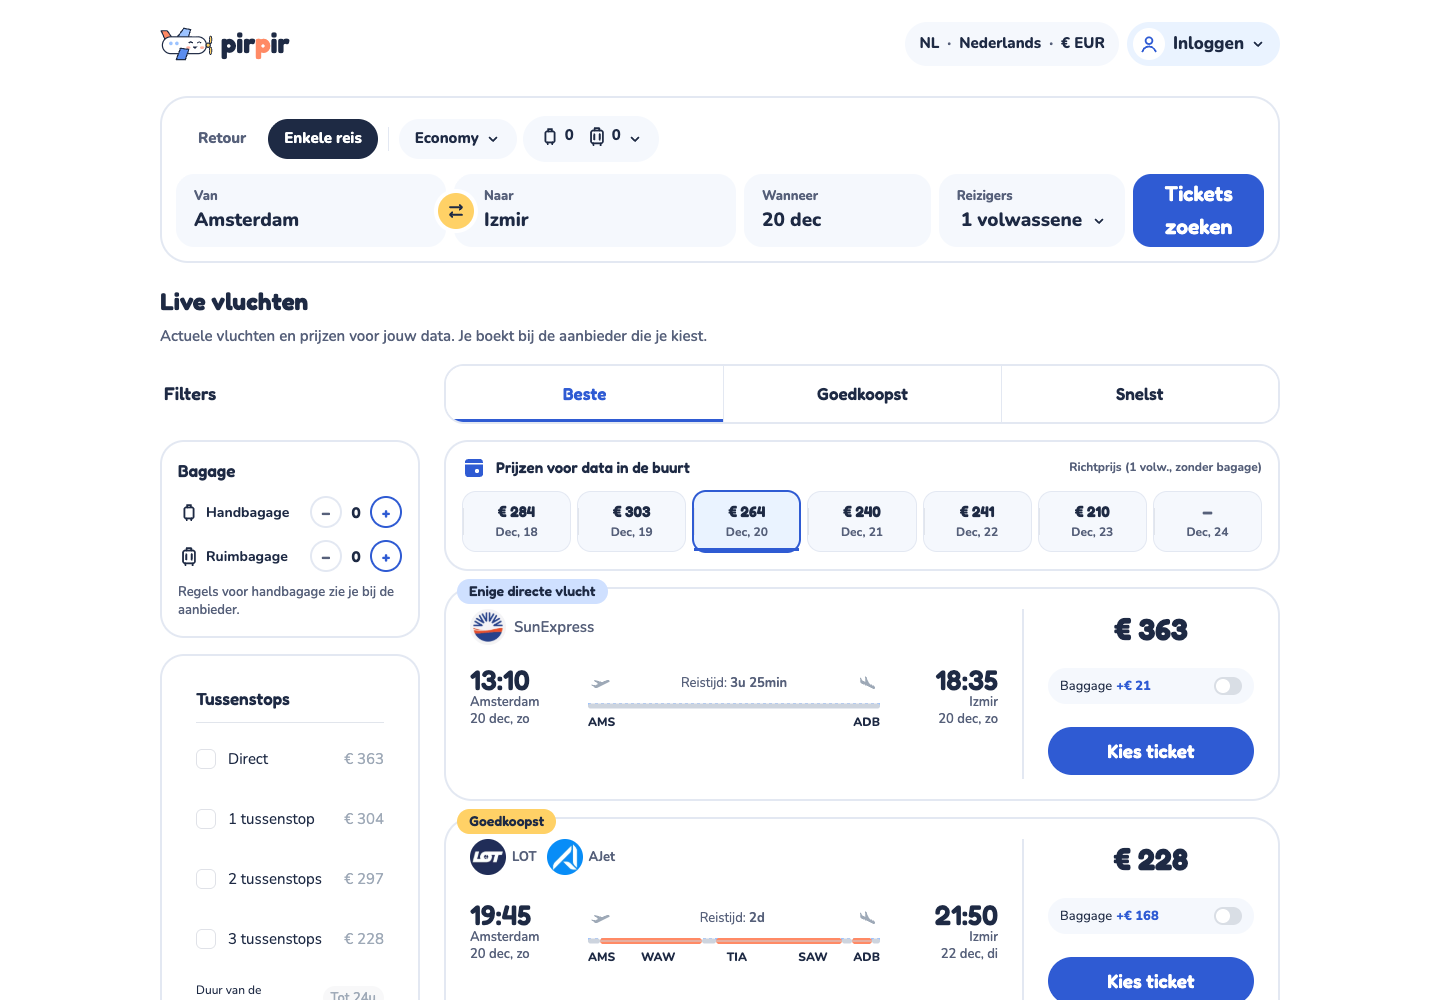 pirpir
NL · Nederlands · € EUR
Inloggen
Retour
Enkele reis
Economy
0 0
Van
Amsterdam
Naar
Izmir
Wanneer
20 dec
Reizigers
1 volwassene
Tickets
zoeken
Live vluchten
Actuele vluchten en prijzen voor jouw data. Je boekt bij de aanbieder die je kiest.
Filters
Beste
Goedkoopst
Snelst
Bagage
Handbagage – 0 +
Ruimbagage – 0 +
Regels voor handbagage zie je bij de
aanbieder.
Tussenstops
Direct € 363
1 tussenstop € 304
2 tussenstops € 297
3 tussenstops € 228
Duur van de
Tot 24u
Prijzen voor data in de buurt
Richtprijs (1 volw., zonder bagage)
€ 284
Dec, 18
€ 303
Dec, 19
€ 264
Dec, 20
€ 240
Dec, 21
€ 241
Dec, 22
€ 210
Dec, 23
–
Dec, 24
Enige directe vlucht
SunExpress
13:10
Amsterdam
20 dec, zo
Reistijd: 3u 25min
AMS ADB
18:35
Izmir
20 dec, zo
€ 363
Baggage +€ 21
Kies ticket
Goedkoopst
LOT LOT AJet
19:45
Amsterdam
20 dec, zo
Reistijd: 2d
AMS WAW TIA SAW ADB
21:50
Izmir
22 dec, di
€ 228
Baggage +€ 168
Kies ticket